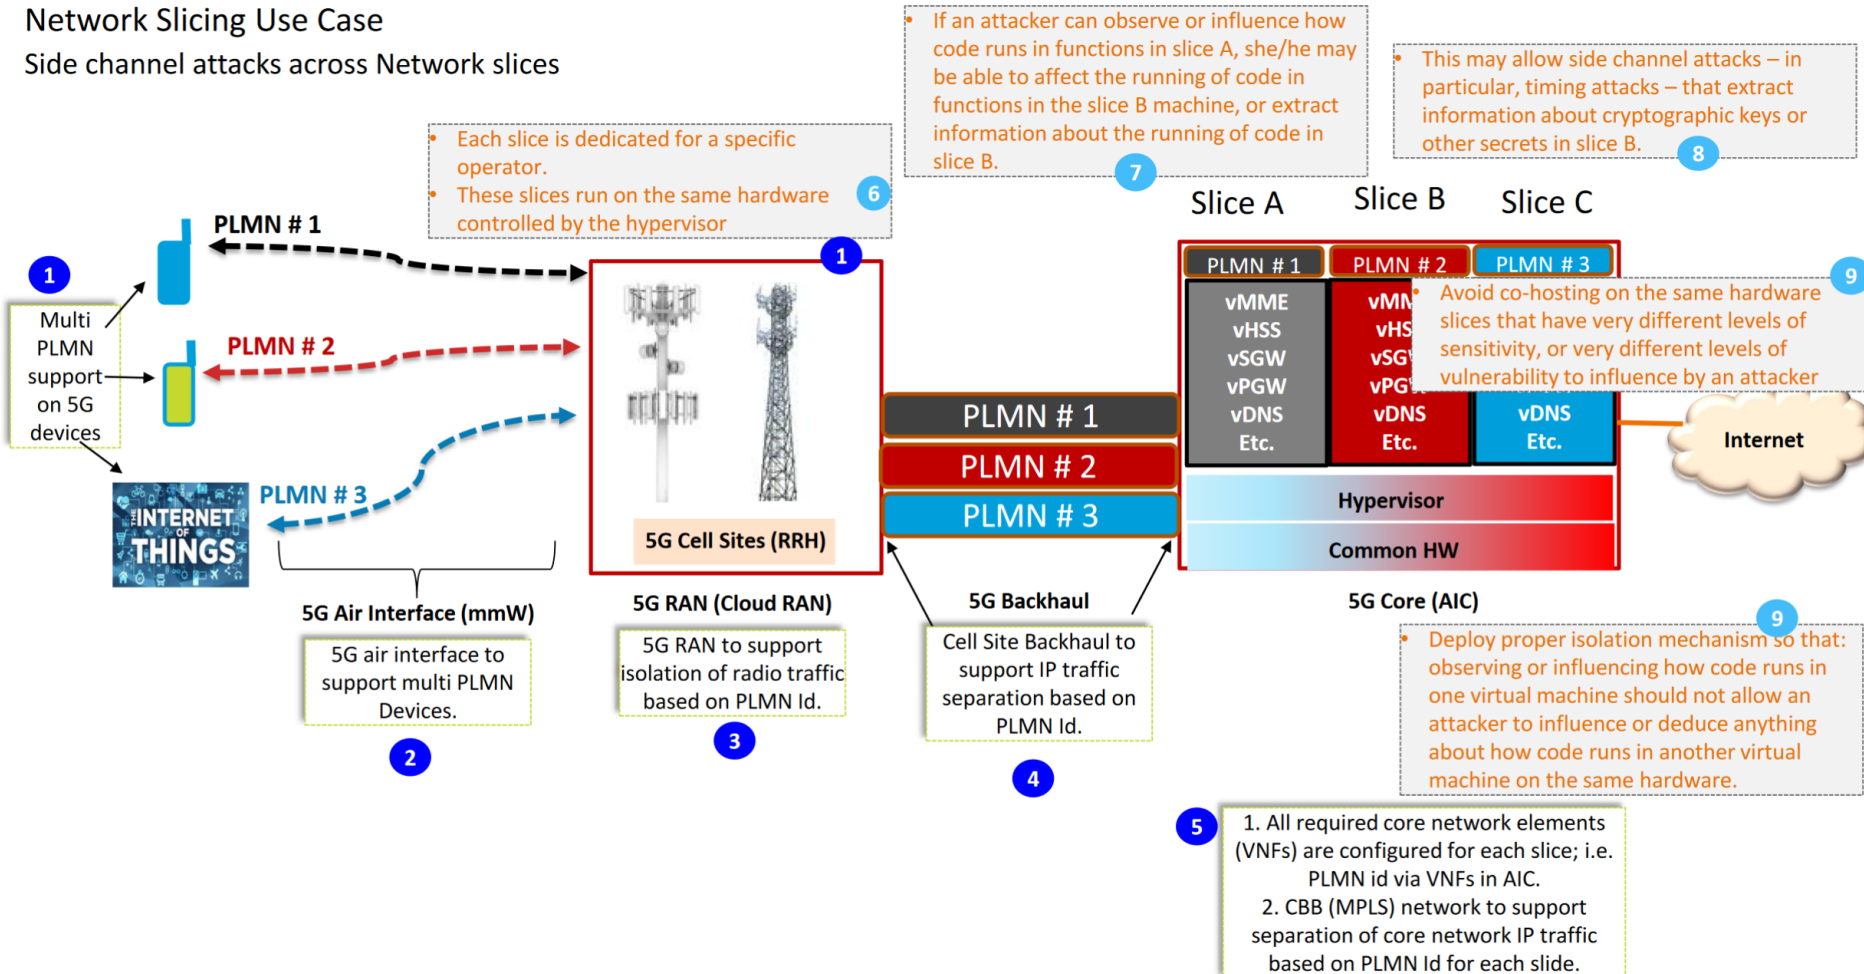 Network Slicing Use Case
Side channel attacks across Network slices
• If an attacker can observe or influence how
code runs in functions in slice A, she/he may
be able to affect the running of code in
functions in the slice B machine, or extract
information about the running of code in
slice B.
7
• This may allow side channel attacks – in
particular, timing attacks – that extract
information about cryptographic keys or
other secrets in slice B.
8
• Each slice is dedicated for a specific
operator.
• These slices run on the same hardware
controlled by the hypervisor
6
1
Multi
PLMN
support
on 5G
devices
PLMN # 1
PLMN # 2
PLMN # 3
THE
INTERNET
OF
THINGS
5G Air Interface (mmW)
5G air interface to
support multi PLMN
Devices.
2
1
5G Cell Sites (RRH)
5G RAN (Cloud RAN)
5G RAN to support
isolation of radio traffic
based on PLMN Id.
3
PLMN # 1
PLMN # 2
PLMN # 3
5G Backhaul
Cell Site Backhaul to
support IP traffic
separation based on
PLMN Id.
4
Slice A
Slice B
Slice C
PLMN # 1
PLMN # 2
PLMN # 3
vMME
vHSS
vSGW
vPGW
vDNS
Etc.
vDNS
Etc.
vDNS
Etc.
9
• Avoid co-hosting on the same hardware
slices that have very different levels of
sensitivity, or very different levels of
vulnerability to influence by an attacker
Internet
Hypervisor
Common HW
5G Core (AIC)
9
• Deploy proper isolation mechanism so that:
observing or influencing how code runs in
one virtual machine should not allow an
attacker to influence or deduce anything
about how code runs in another virtual
machine on the same hardware.
5
1. All required core network elements
(VNFs) are configured for each slice; i.e.
PLMN id via VNFs in AIC.
2. CBB (MPLS) network to support
separation of core network IP traffic
based on PLMN Id for each slide.